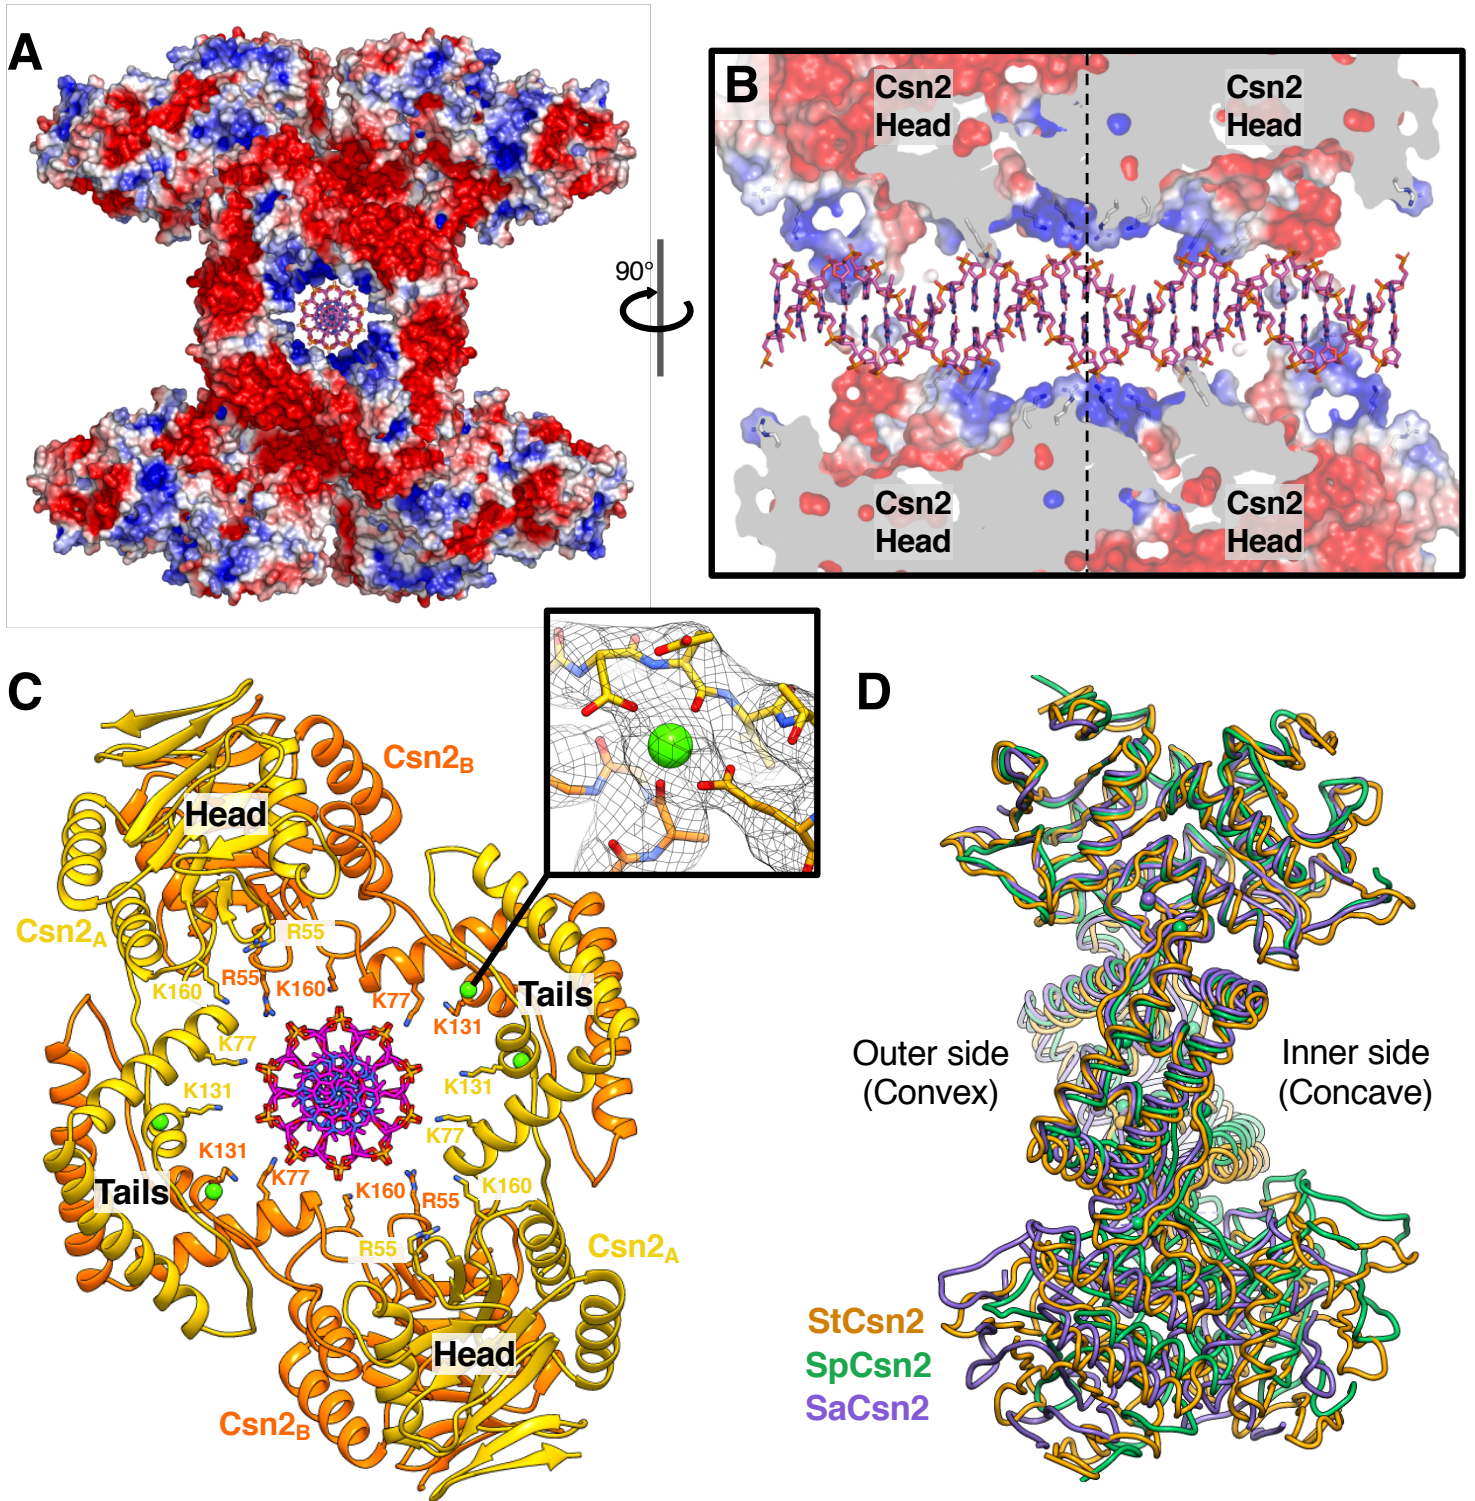 A
90°
B
Csn2
Head
Csn2
Head
Csn2
Head
Csn2
Head
C
Csn2B
Head
Csn2A
R55
R55
K160
K160
K77
K131
Tails
K77
K131
K131
K77
K131
K77
Tails
K160
R55
K160
R55
Csn2A
Head
Csn2B
D
Outer side
(Convex)
Inner side
(Concave)
StCsn2
SpCsn2
SaCsn2